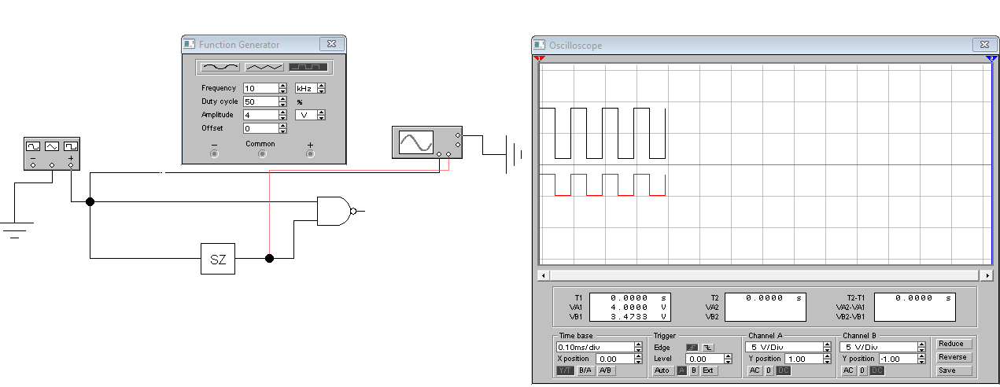 Function Generator
Frequency 10 kHz
Duty cycle 50 %
Amplitude 4 V
Offset 0
− Common +
− +
SZ
Oscilloscope
1 2
T1 0.0000 s
VA1 4.0000 V
VB1 3.4733 V
T2 0.0000 s
VA2
VB2
T2-T1 0.0000 s
VA2-VA1
VB2-VB1
Time base
0.10ms/div
X position 0.00
Y/T B/A A/B
Trigger
Edge
Level 0.00
Auto A B Ext
Channel A
5 V/Div
Y position 1.00
AC 0 DC
Channel B
5 V/Div
Y position -1.00
AC 0 DC
Reduce
Reverse
Save